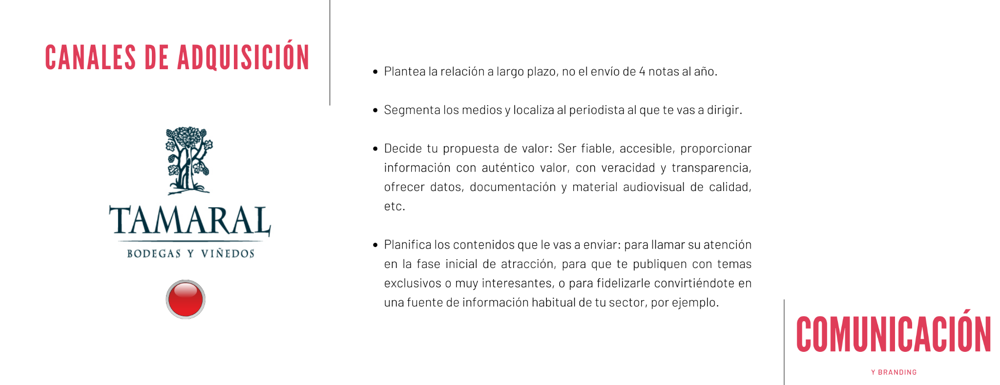 CANALES DE ADQUISICIÓN
TAMARAL
BODEGAS Y VIÑEDOS
• Plantea la relación a largo plazo, no el envío de 4 notas al año.
• Segmenta los medios y localiza al periodista al que te vas a dirigir.
• Decide tu propuesta de valor: Ser fiable, accesible, proporcionar
información con auténtico valor, con veracidad y transparencia,
ofrecer datos, documentación y material audiovisual de calidad,
etc.
• Planifica los contenidos que le vas a enviar: para llamar su atención
en la fase inicial de atracción, para que te publiquen con temas
exclusivos o muy interesantes, o para fidelizarle convirtiéndote en
una fuente de información habitual de tu sector, por ejemplo.
COMUNICACIÓN
Y BRANDING